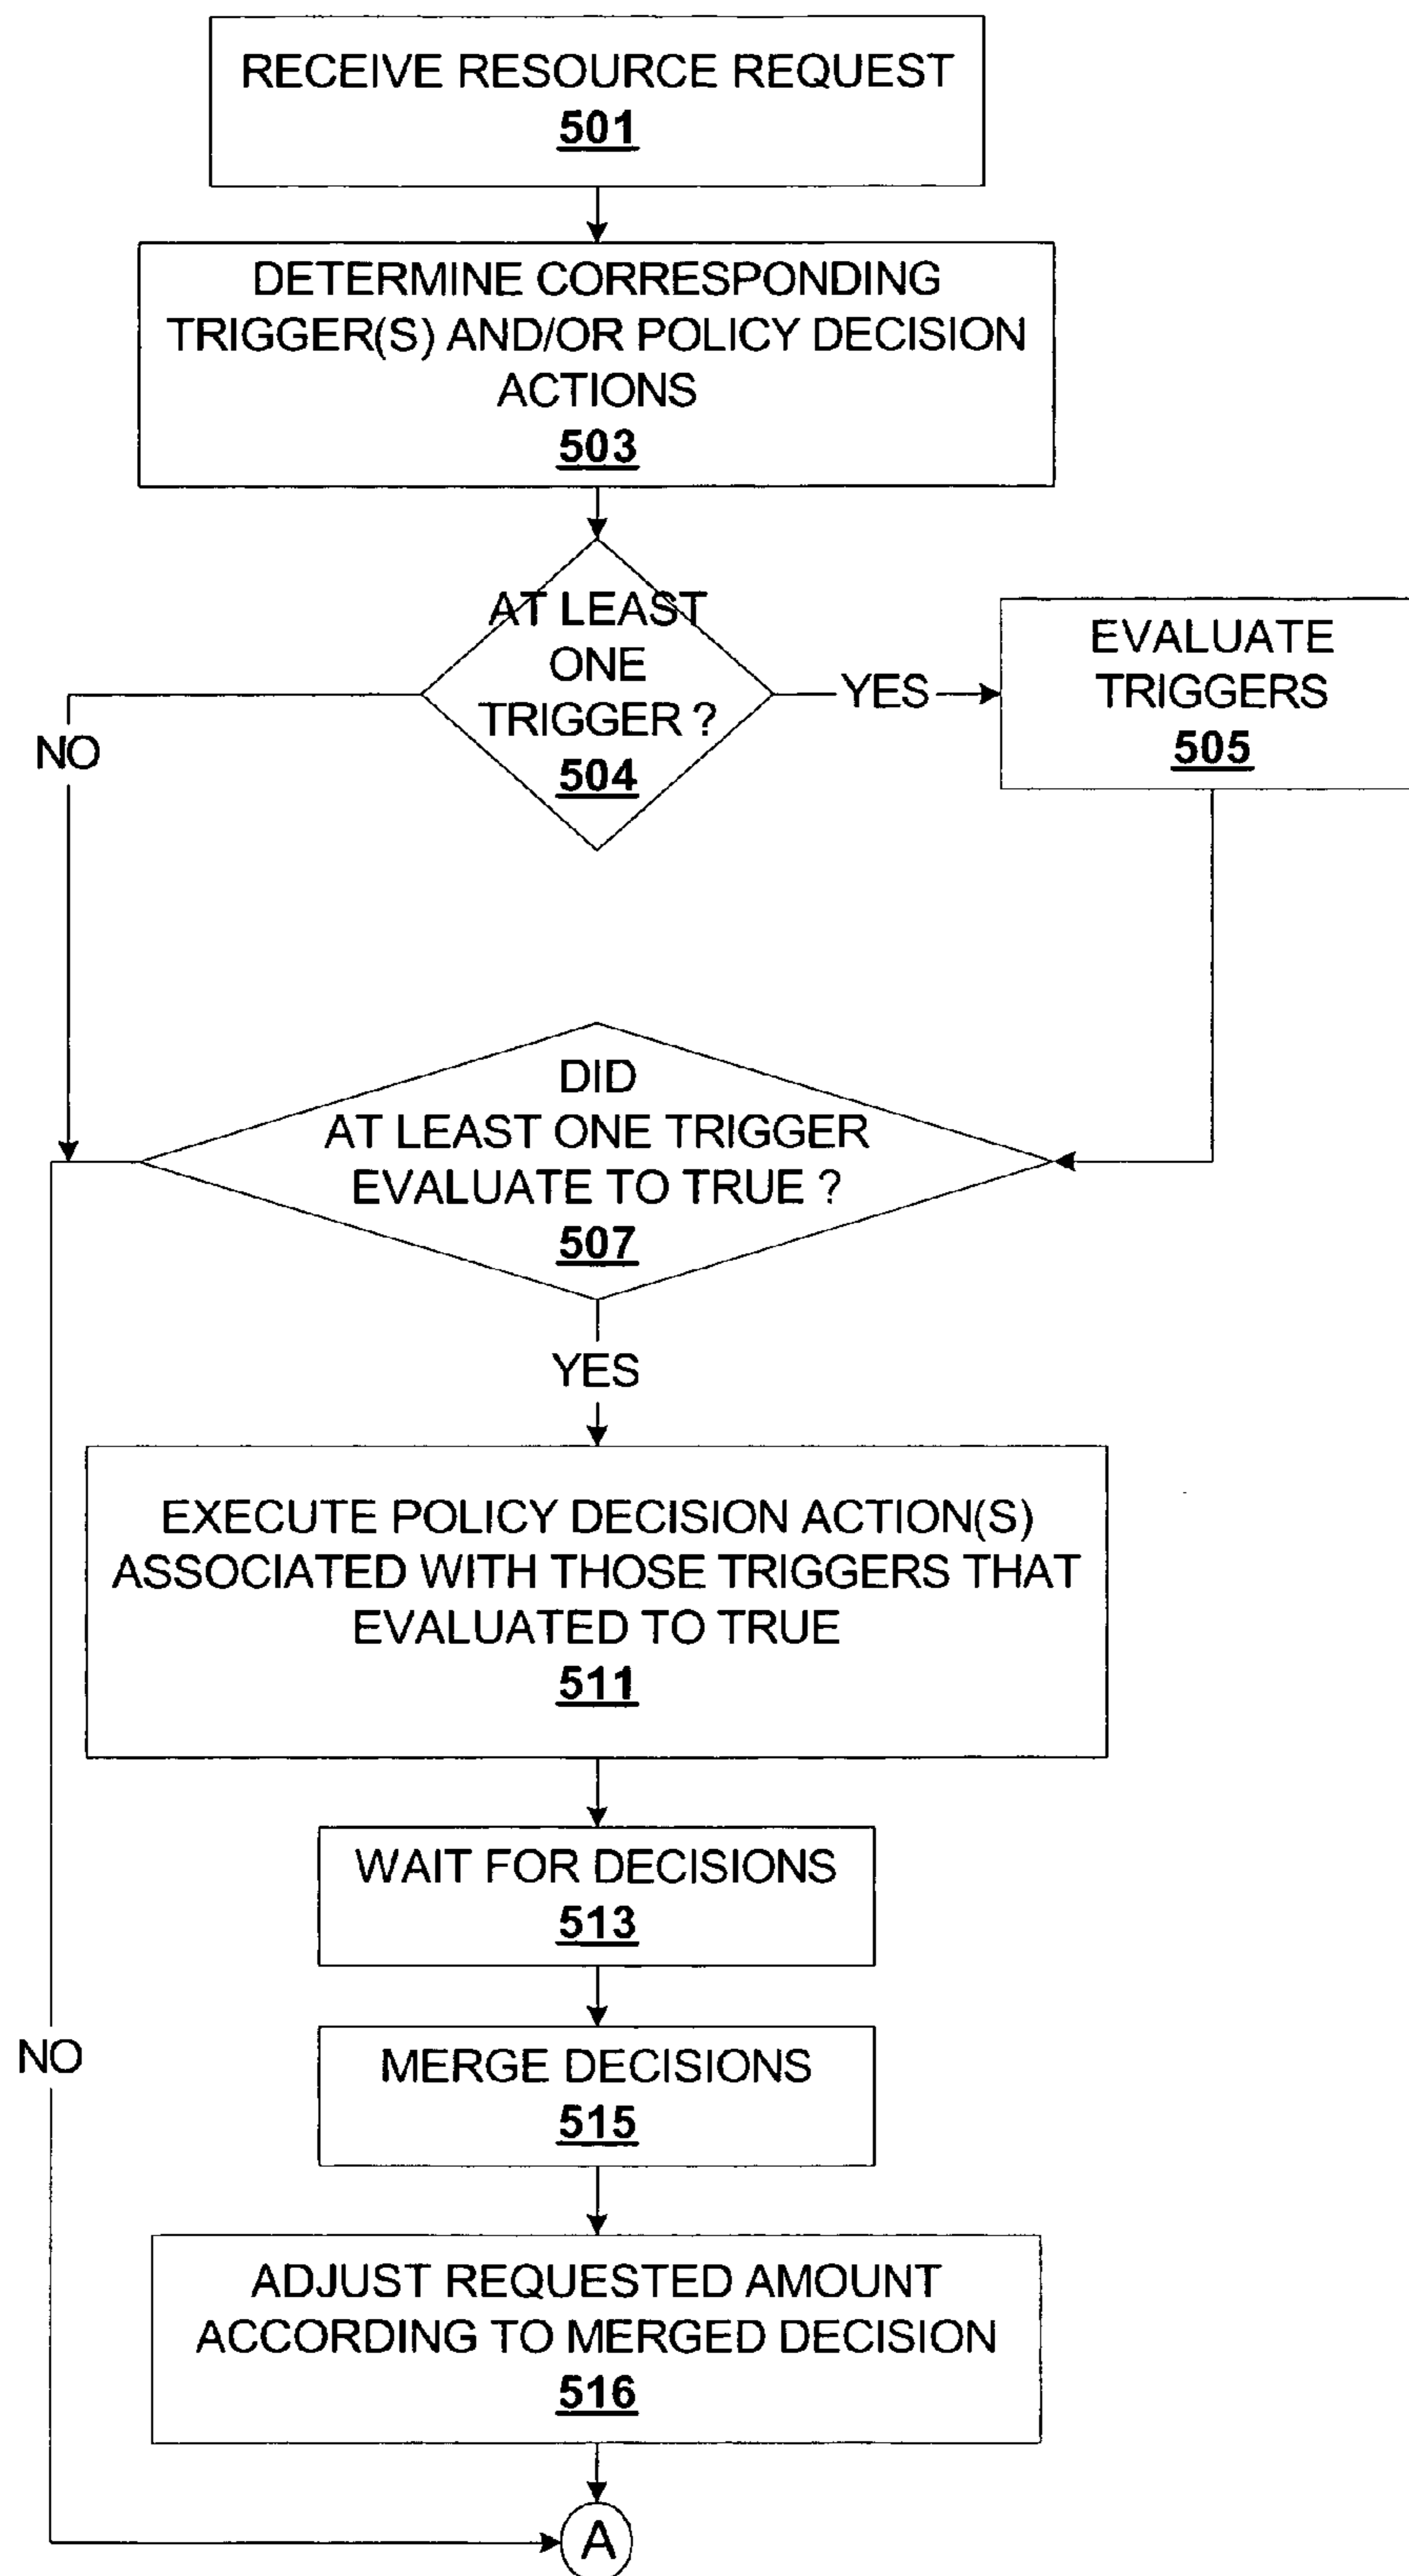 RECEIVE RESOURCE REQUEST
501
DETERMINE CORRESPONDING
TRIGGER(S) AND/OR POLICY DECISION
ACTIONS
503
AT LEAST
ONE
TRIGGER ?
504
YES
EVALUATE
TRIGGERS
505
NO
DID
AT LEAST ONE TRIGGER
EVALUATE TO TRUE ?
507
YES
EXECUTE POLICY DECISION ACTION(S)
ASSOCIATED WITH THOSE TRIGGERS THAT
EVALUATED TO TRUE
511
WAIT FOR DECISIONS
513
NO
MERGE DECISIONS
515
ADJUST REQUESTED AMOUNT
ACCORDING TO MERGED DECISION
516
A